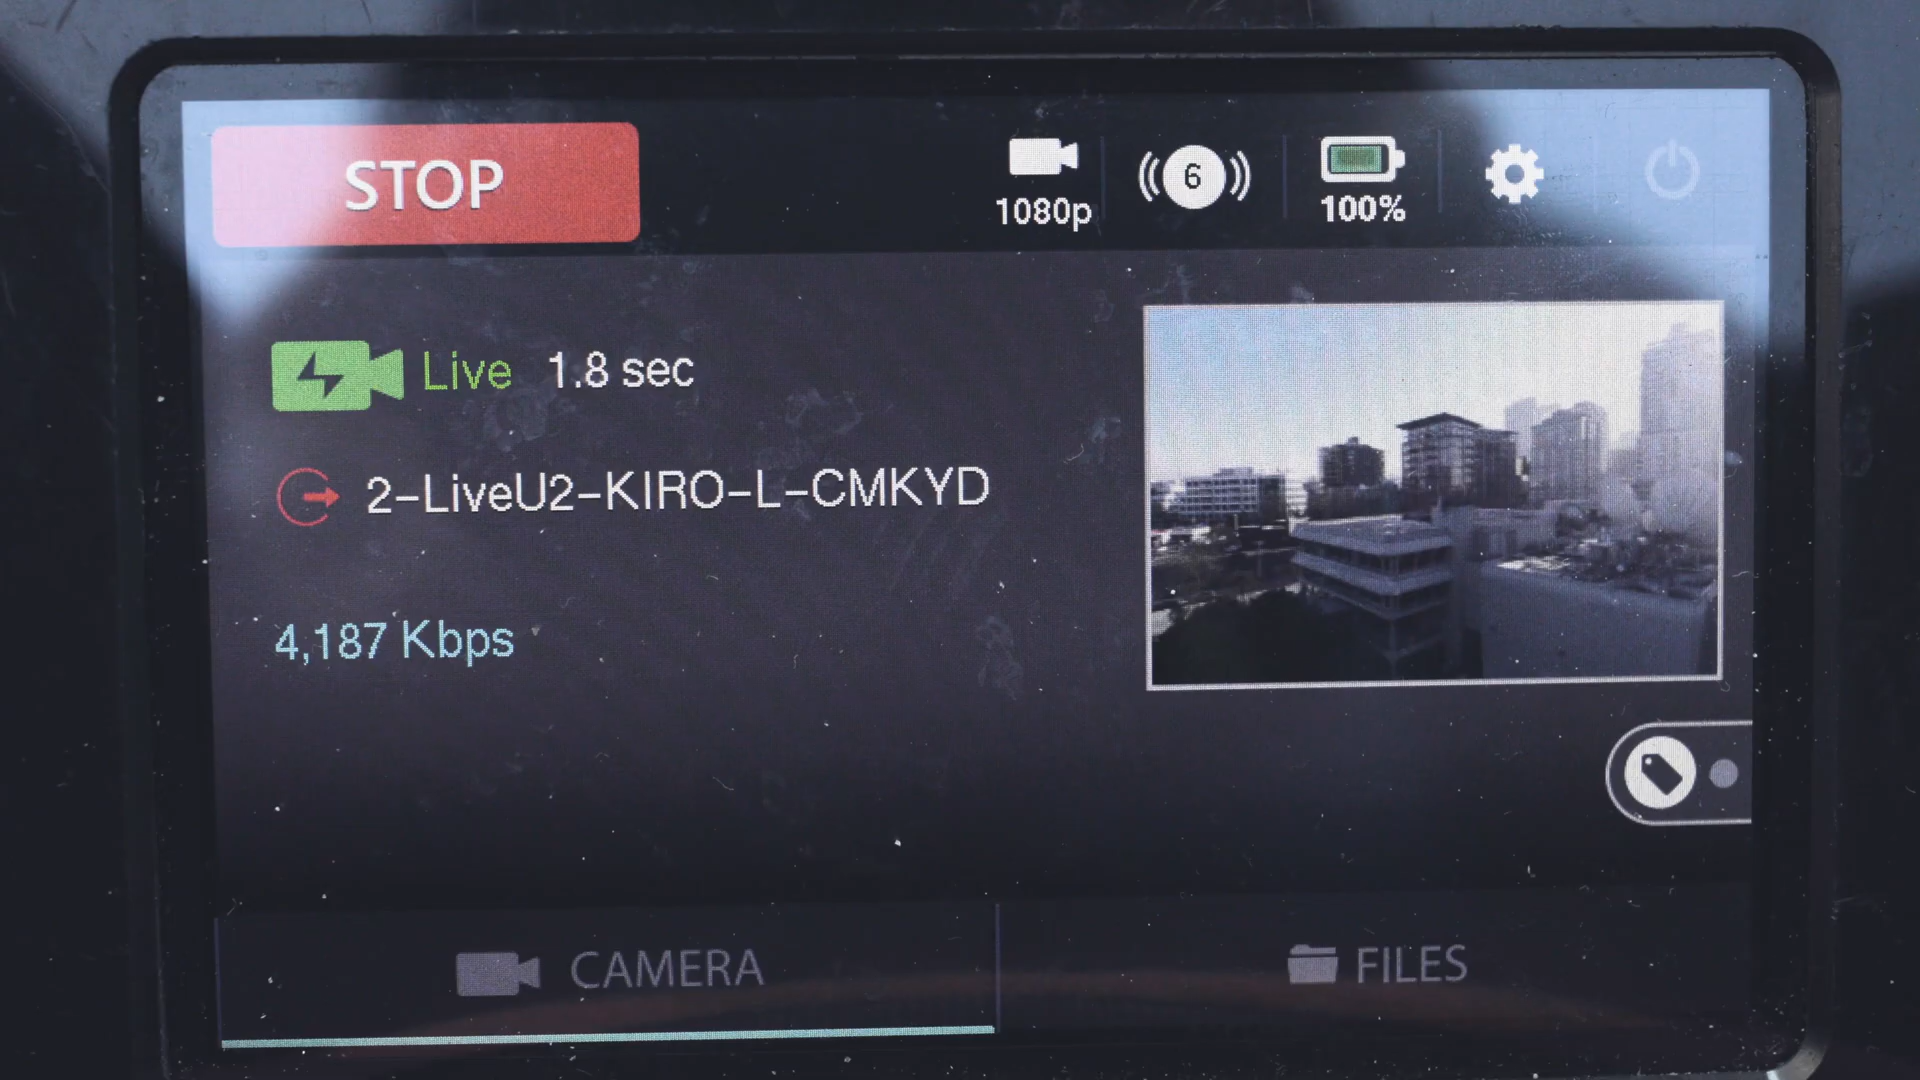 STOP
1080p
6
100%
Live 1.8 sec
2-LiveU2-KIRO-L-CMKYD
4,187 Kbps
CAMERA
FILES